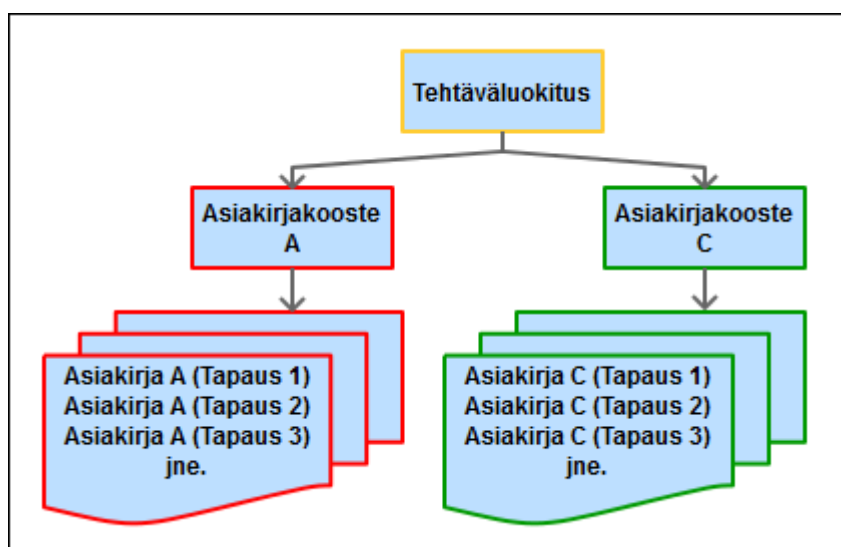 Tehtäväluokitus
Asiakirjakooste
A
Asiakirjakooste
C
Asiakirja A (Tapaus 1)
Asiakirja A (Tapaus 2)
Asiakirja A (Tapaus 3)
jne.
Asiakirja C (Tapaus 1)
Asiakirja C (Tapaus 2)
Asiakirja C (Tapaus 3)
jne.